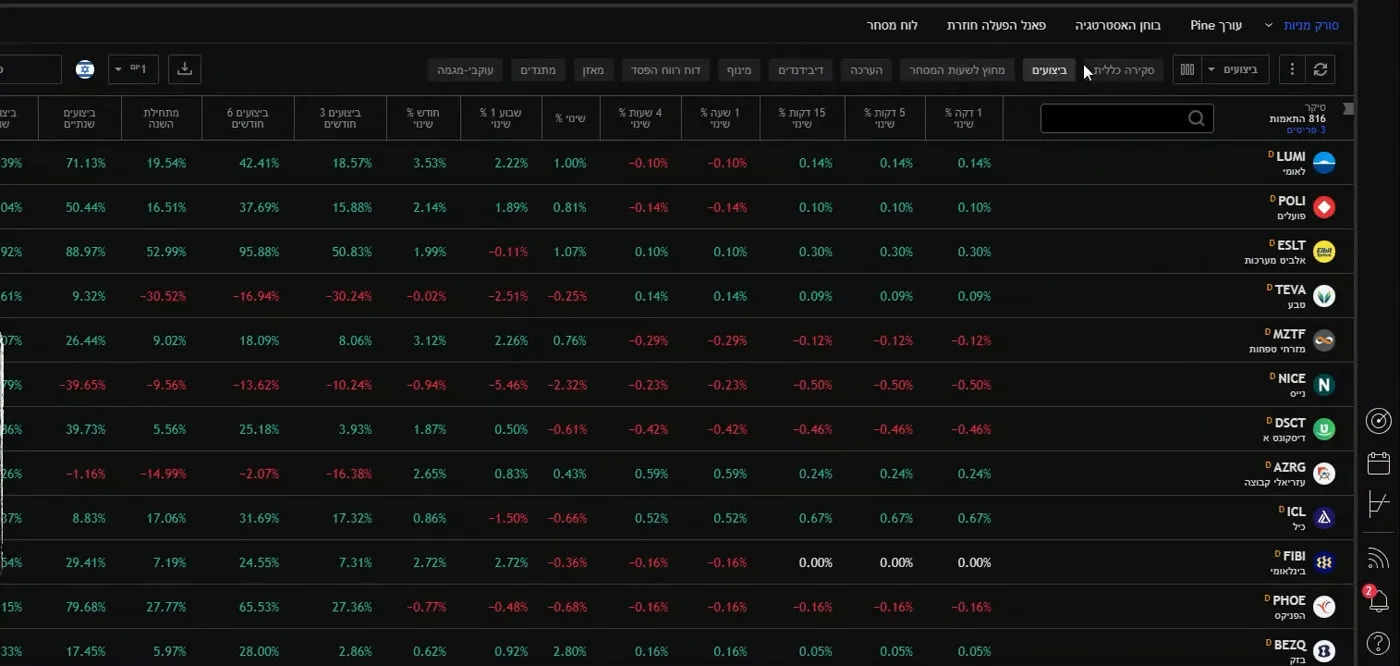 סורק מניות עורך Pine בוחן האסטרטגיה פאנל הפעלה חוזרת לוח מסחר
ביצועים סקירה כללית ביצועים מחוץ לשעות המסחר הערכה דיבידנדים מינוף דוח רווח הפסד מאזן מתנדים עוקבי-מגמה 1 יום
סיקר
816 התאמות
3 פריטים
1 דקה % שינוי
5 דקות % שינוי
15 דקות % שינוי
1 שעה % שינוי
4 שעות % שינוי
שינוי %
שבוע 1 % שינוי
חודש % שינוי
ביצועים 3 חודשים
ביצועים 6 חודשים
מתחילת השנה
ביצועים שנתיים
LUMI D
לאומי
0.14% 0.14% 0.14% −0.10% −0.10% 1.00% 2.22% 3.53% 18.57% 42.41% 19.54% 71.13% 39%
POLI D
פועלים
0.10% 0.10% 0.10% −0.14% −0.14% 0.81% 1.89% 2.14% 15.88% 37.69% 16.51% 50.44% 04%
ESLT D
אלביט מערכות
0.30% 0.30% 0.30% 0.10% 0.10% 1.07% −0.11% 1.99% 50.83% 95.88% 52.99% 88.97% 92%
TEVA D
טבע
0.09% 0.09% 0.09% 0.14% 0.14% −0.25% −2.51% −0.02% −30.24% −16.94% −30.52% 9.32% 61%
MZTF D
מזרחי טפחות
−0.12% −0.12% −0.12% −0.29% −0.29% 0.76% 2.26% 3.12% 8.06% 18.09% 9.02% 26.44% 07%
NICE D
נייס
−0.50% −0.50% −0.50% −0.23% −0.23% −2.32% −5.46% −0.94% −10.24% −13.62% −9.56% −39.65% 79%
DSCT D
דיסקונט א
−0.46% −0.46% −0.46% −0.42% −0.42% −0.61% 0.50% 1.87% 3.93% 25.18% 5.56% 39.73% 36%
AZRG D
עזריאלי קבוצה
0.24% 0.24% 0.24% 0.59% 0.59% 0.43% 0.83% 2.65% −16.38% −2.07% −14.99% −1.16% 26%
ICL D
כיל
0.67% 0.67% 0.67% 0.52% 0.52% −0.66% −1.50% 0.86% 17.32% 31.69% 17.06% 8.83% 37%
FIBI D
בינלאומי
0.00% 0.00% 0.00% −0.16% −0.16% −0.36% 2.72% 2.72% 7.31% 24.55% 7.19% 29.41% 54%
PHOE D
הפניקס
−0.16% −0.16% −0.16% −0.16% −0.16% −0.68% −0.48% −0.77% 27.36% 65.53% 27.77% 79.68% 15%
BEZQ D
בזק
0.05% 0.05% 0.05% 0.16% 0.16% 2.80% 0.92% 0.62% 2.86% 28.00% 5.97% 17.45% 33%
2